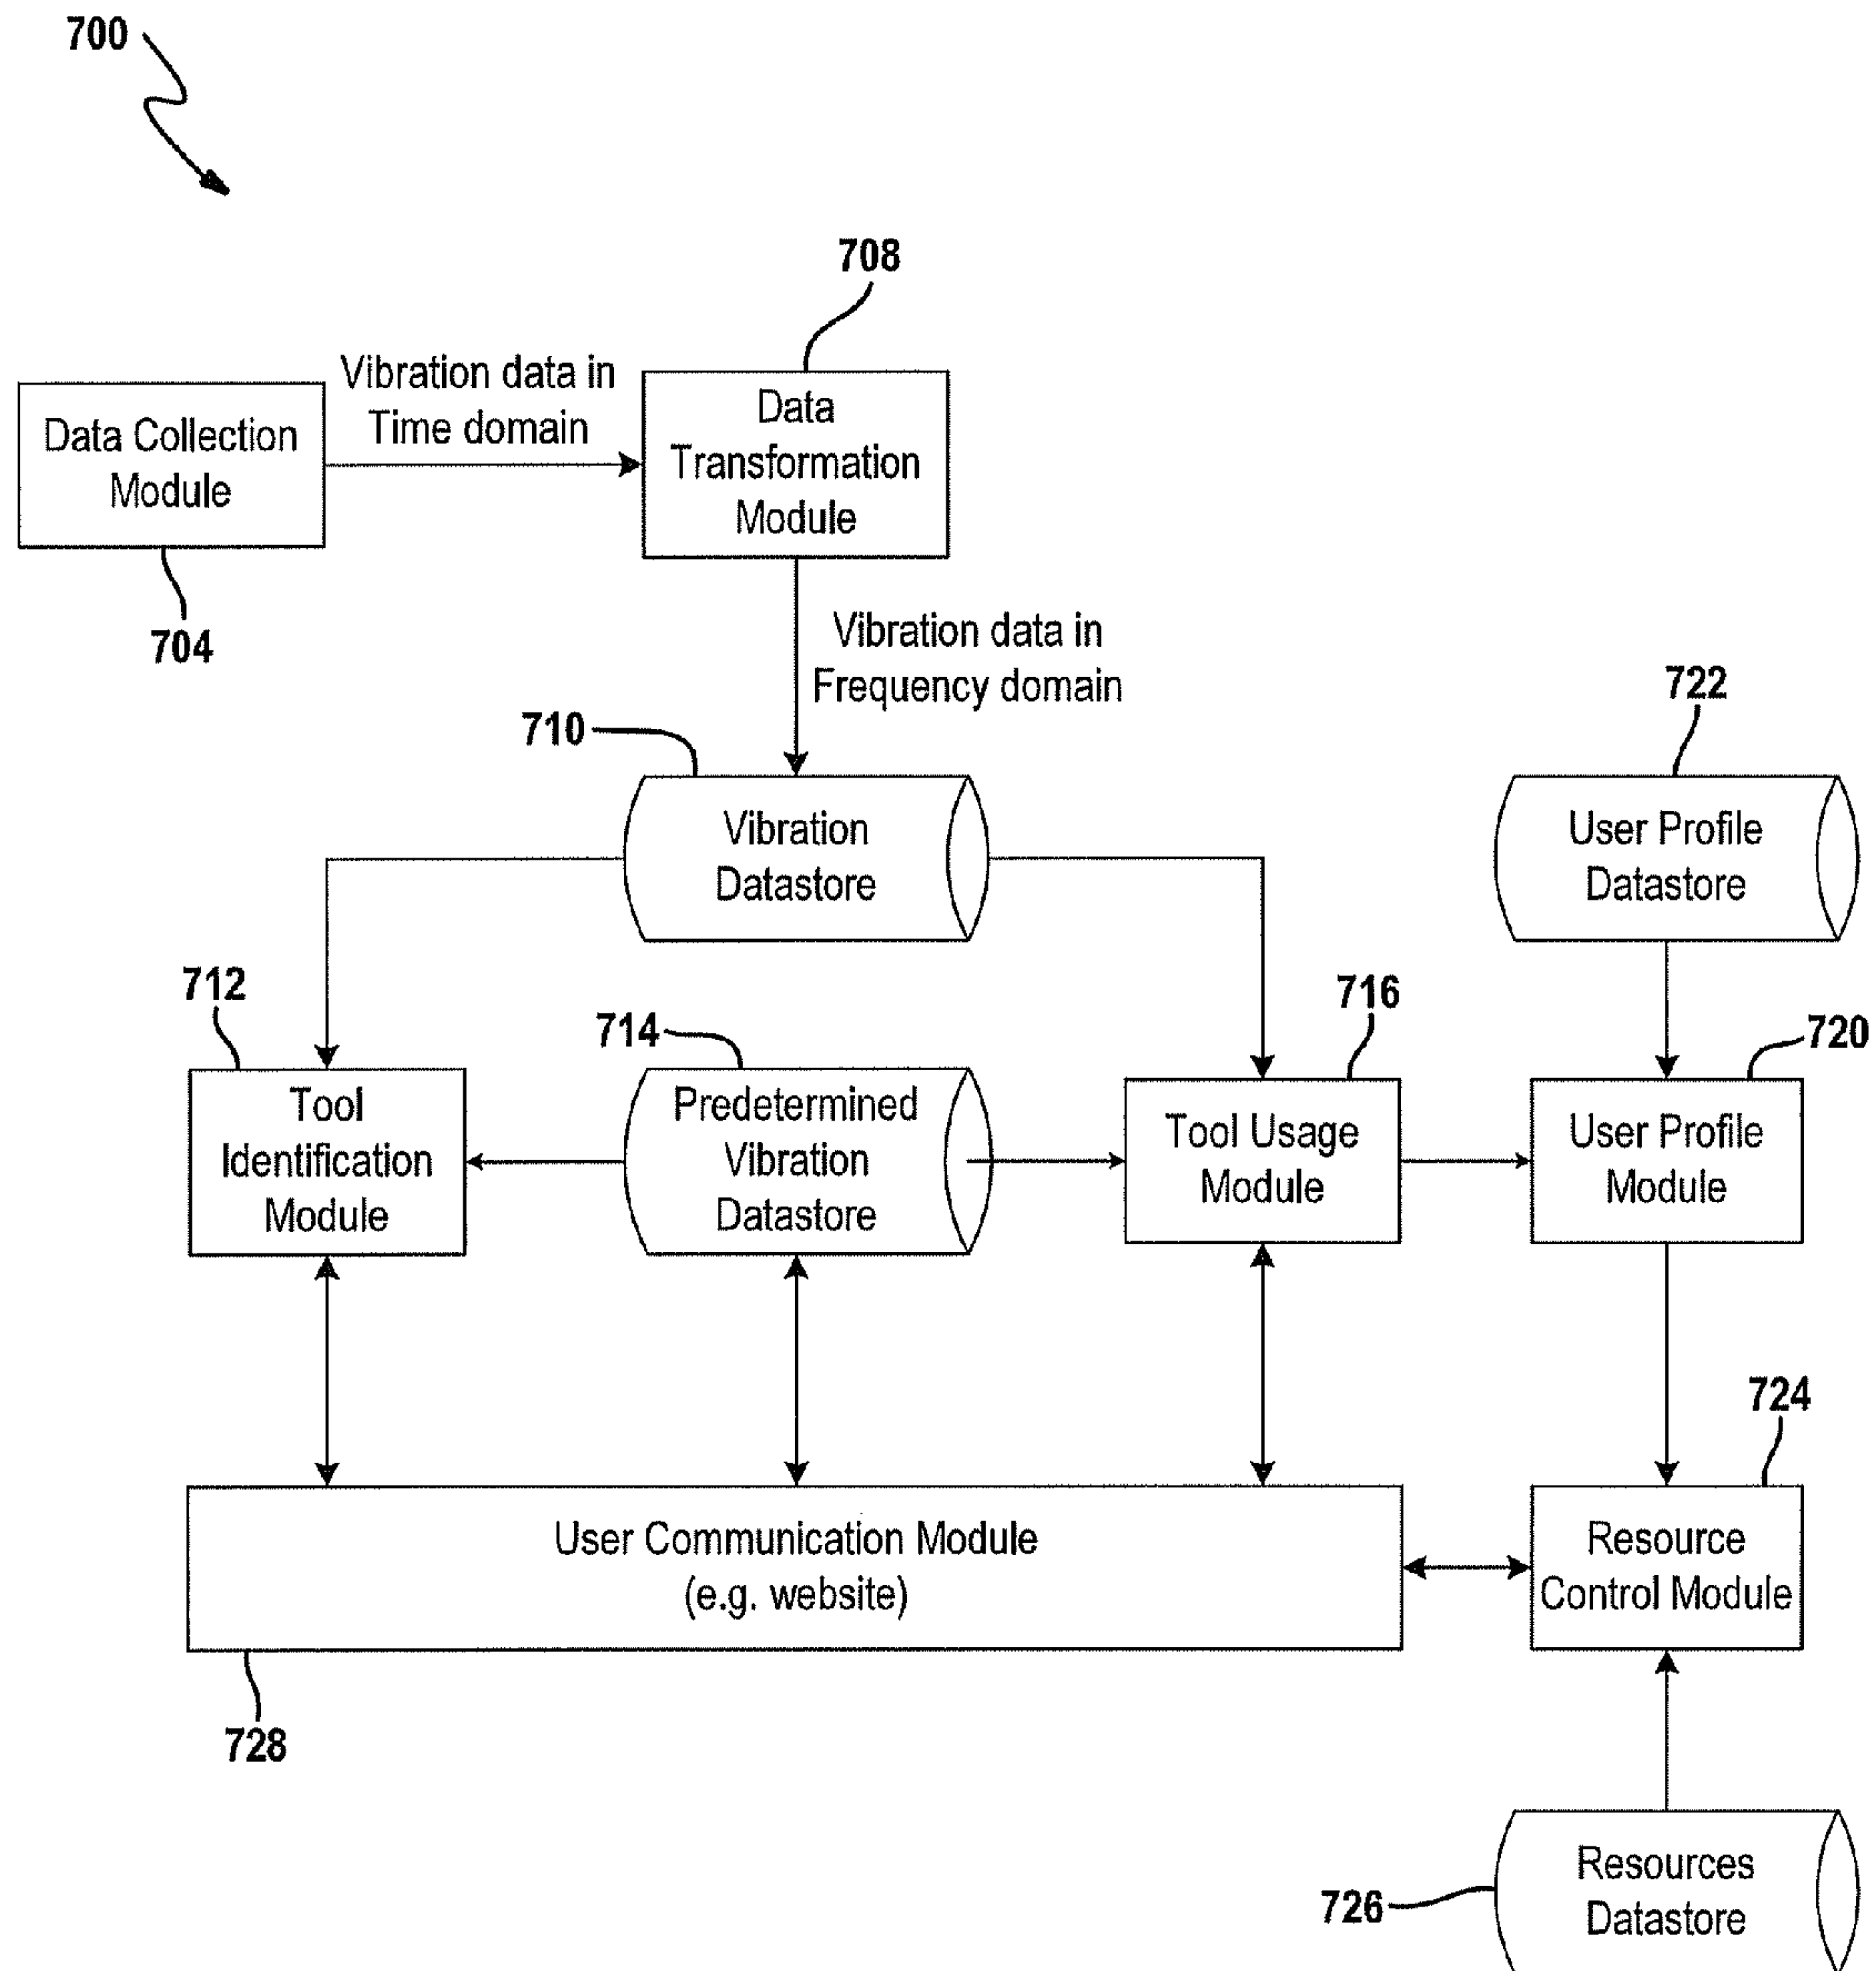 700
708
Data Collection
Module
Vibration data in
Time domain
Data
Transformation
Module
704
Vibration data in
Frequency domain
710
722
Vibration
Datastore
User Profile
Datastore
712
714
716
720
Tool
Identification
Module
Predetermined
Vibration
Datastore
Tool Usage
Module
User Profile
Module
724
User Communication Module
(e.g. website)
Resource
Control Module
728
726
Resources
Datastore